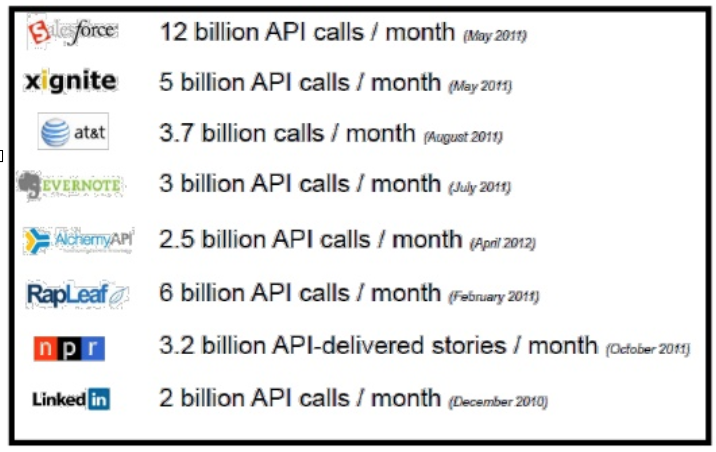 salesforce 12 billion API calls / month (May 2011)
xignite 5 billion API calls / month (May 2011)
at&t 3.7 billion calls / month (August 2011)
EVERNOTE 3 billion API calls / month (July 2011)
AlchemyAPI 2.5 billion API calls / month (April 2012)
RapLeaf 6 billion API calls / month (February 2011)
npr 3.2 billion API-delivered stories / month (October 2011)
Linked in 2 billion API calls / month (December 2010)